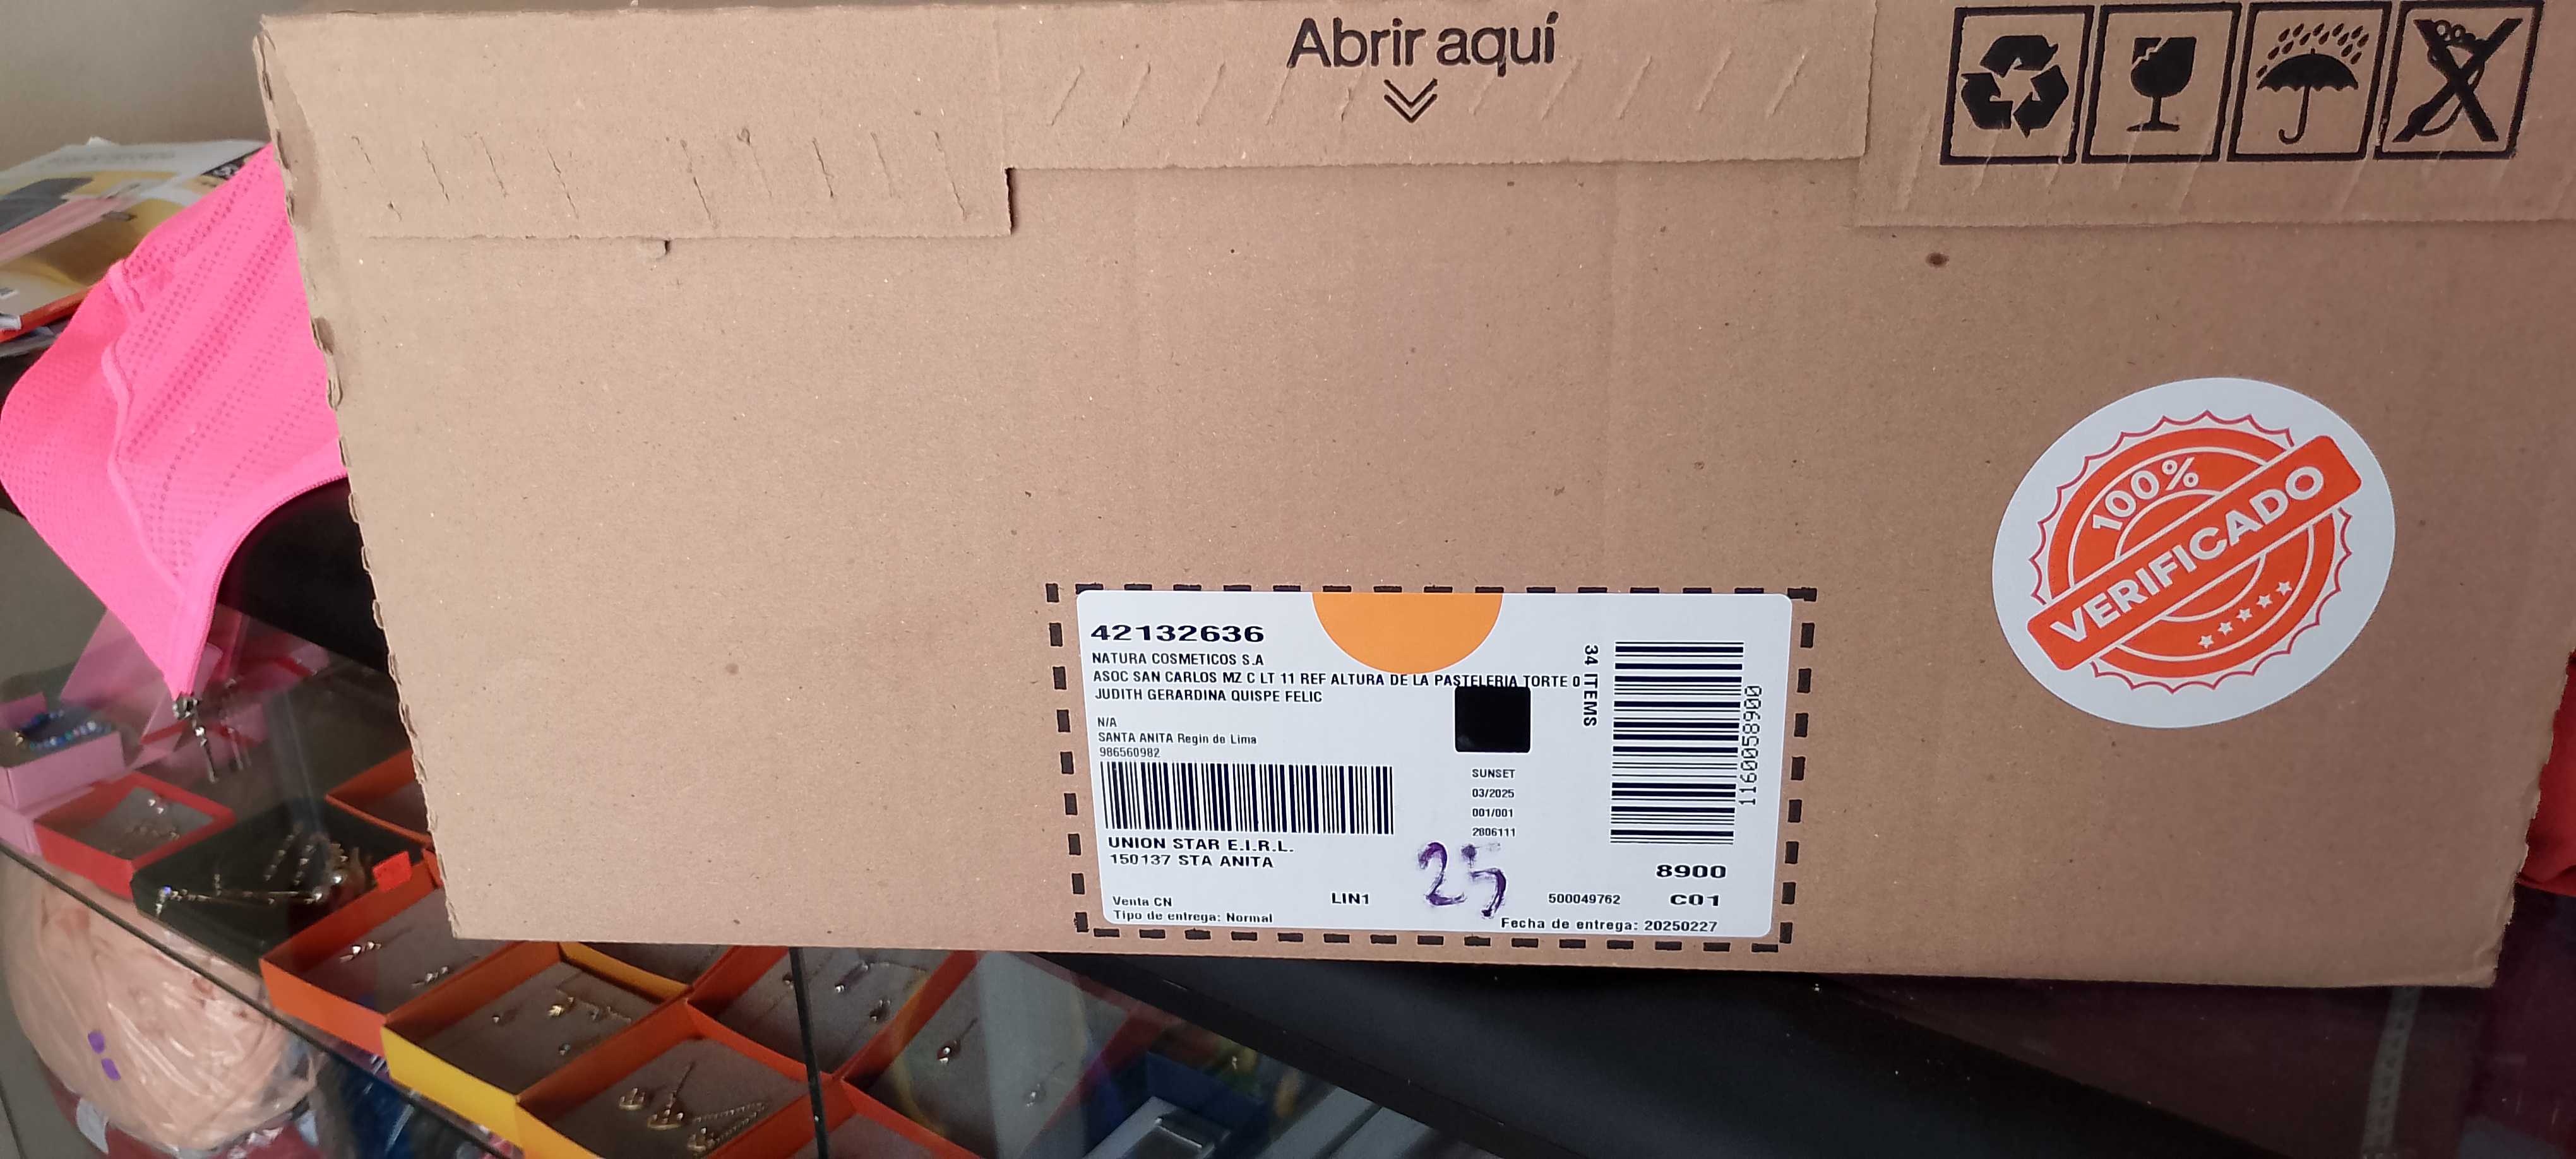 Abrir aquí
100%
VERIFICADO
42132636
NATURA COSMETICOS S.A
ASOC SAN CARLOS MZ C LT 11 REF ALTURA DE LA PASTELERIA TORTE 0
JUDITH GERARDINA QUISPE FELIC
N/A
SANTA ANITA Regin de Lima
986560982
34 ITEMS
1160058900
SUNSET
03/2025
001/001
2806111
UNION STAR E.I.R.L.
150137 STA ANITA
25
8900
Venta CN
LIN1
500049762
C01
Tipo de entrega: Normal
Fecha de entrega: 20250227